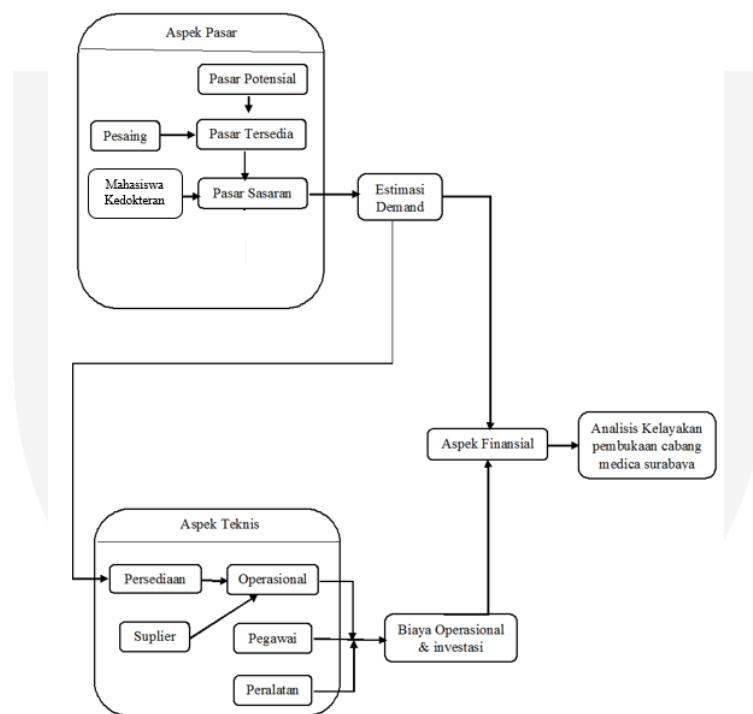 Aspek Pasar
Pasar Potensial
Pesaing
Pasar Tersedia
Mahasiswa
Kedokteran
Pasar Sasaran
Estimasi
Demand
Aspek Finansial
Analisis Kelayakan
pembukaan cabang
medica surabaya
Aspek Teknis
Persediaan
Operasional
Suplier
Pegawai
Peralatan
Biaya Operasional
& investasi